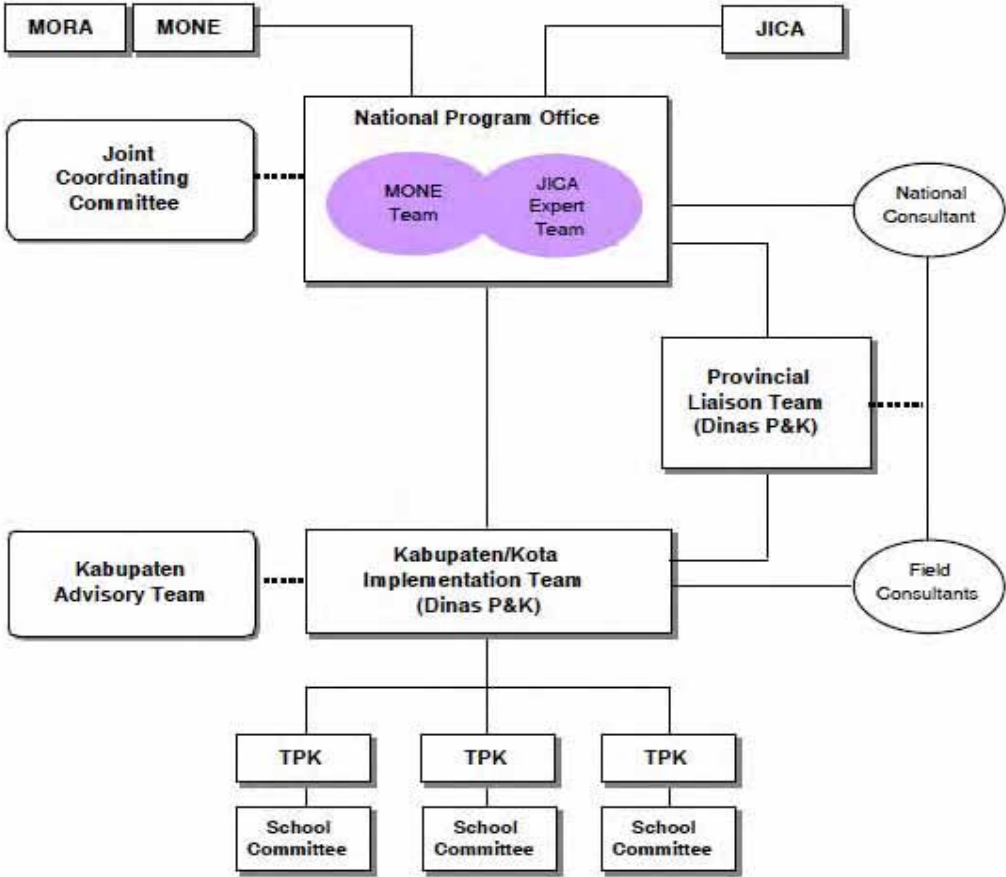 MORA
MONE
JICA
National Program Office
Joint
Coordinating
Committee
MONE
Team
JICA
Expert
Team
National
Consultant
Provincial
Liaison Team
(Dinas P&K)
Kabupaten
Advisory Team
Kabupaten/Kota
Implementation Team
(Dinas P&K)
Field
Consultants
TPK
TPK
TPK
School
Committee
School
Committee
School
Committee